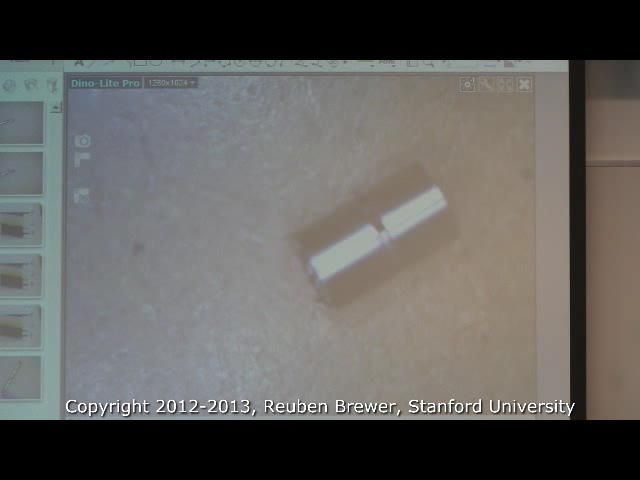 Dino-Lite Pro 1280x1024
Copyright 2012-2013, Reuben Brewer, Stanford University